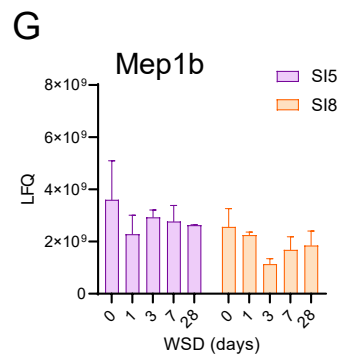 G
Mep1b
SI5
SI8
LFQ
8×10⁹
6×10⁹
4×10⁹
2×10⁹
0
0 1 3 7 28 0 1 3 7 28
WSD (days)